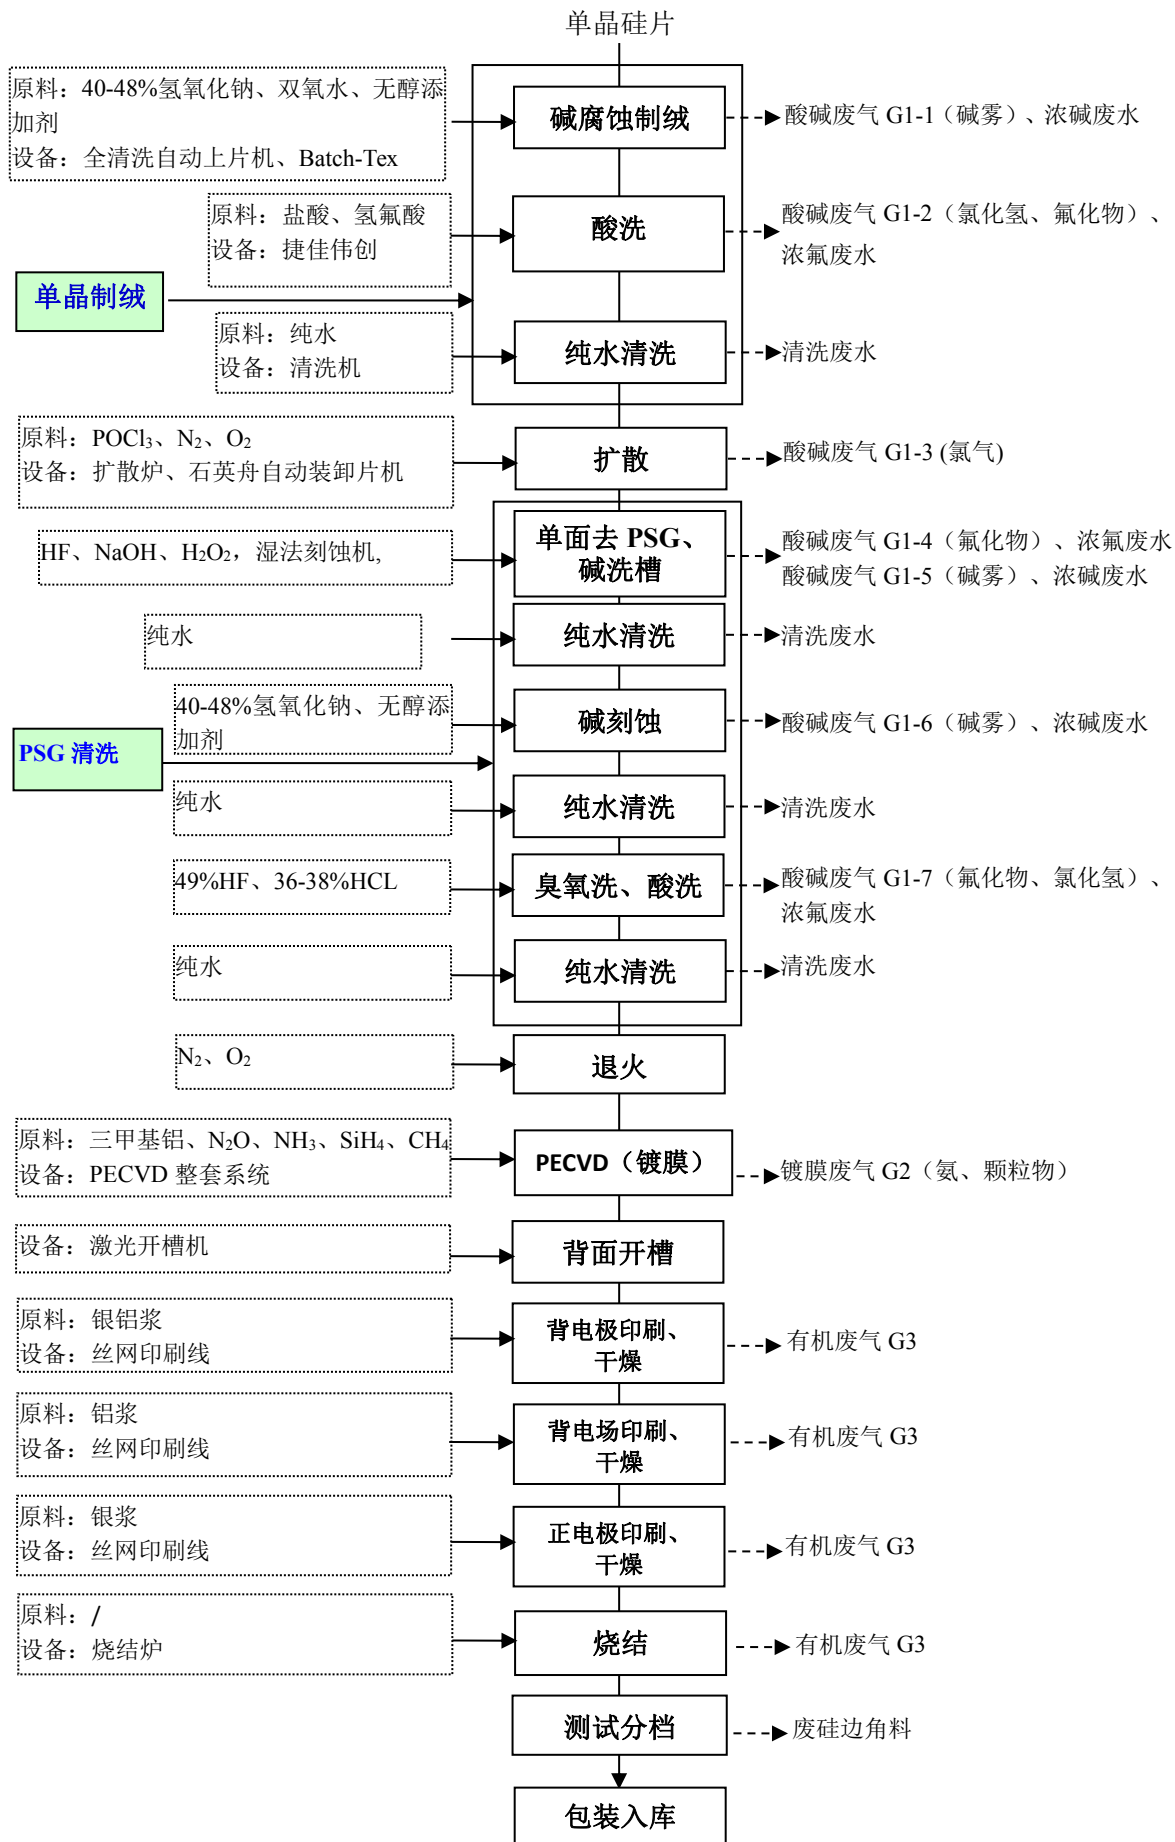 单晶硅片
原料：40-48%氢氧化钠、双氧水、无醇添
加剂
设备：全清洗自动上片机、Batch-Tex
碱腐蚀制绒
酸碱废气 G1-1（碱雾）、浓碱废水
原料：盐酸、氢氟酸
设备：捷佳伟创
酸洗
酸碱废气 G1-2（氯化氢、氟化物）、
浓氟废水
单晶制绒
原料：纯水
设备：清洗机
纯水清洗
清洗废水
原料：POCl₃、N₂、O₂
设备：扩散炉、石英舟自动装卸片机
扩散
酸碱废气 G1-3 (氯气)
HF、NaOH、H₂O₂，湿法刻蚀机,
单面去 PSG、
碱洗槽
酸碱废气 G1-4（氟化物）、浓氟废水
酸碱废气 G1-5（碱雾）、浓碱废水
纯水
纯水清洗
清洗废水
40-48%氢氧化钠、无醇添
加剂
碱刻蚀
酸碱废气 G1-6（碱雾）、浓碱废水
PSG 清洗
纯水
纯水清洗
清洗废水
49%HF、36-38%HCL
臭氧洗、酸洗
酸碱废气 G1-7（氟化物、氯化氢）、
浓氟废水
纯水
纯水清洗
清洗废水
N₂、O₂
退火
原料：三甲基铝、N₂O、NH₃、SiH₄、CH₄
设备：PECVD 整套系统
PECVD（镀膜）
镀膜废气 G2（氨、颗粒物）
设备：激光开槽机
背面开槽
原料：银铝浆
设备：丝网印刷线
背电极印刷、
干燥
有机废气 G3
原料：铝浆
设备：丝网印刷线
背电场印刷、
干燥
有机废气 G3
原料：银浆
设备：丝网印刷线
正电极印刷、
干燥
有机废气 G3
原料：/
设备：烧结炉
烧结
有机废气 G3
测试分档
废硅边角料
包装入库